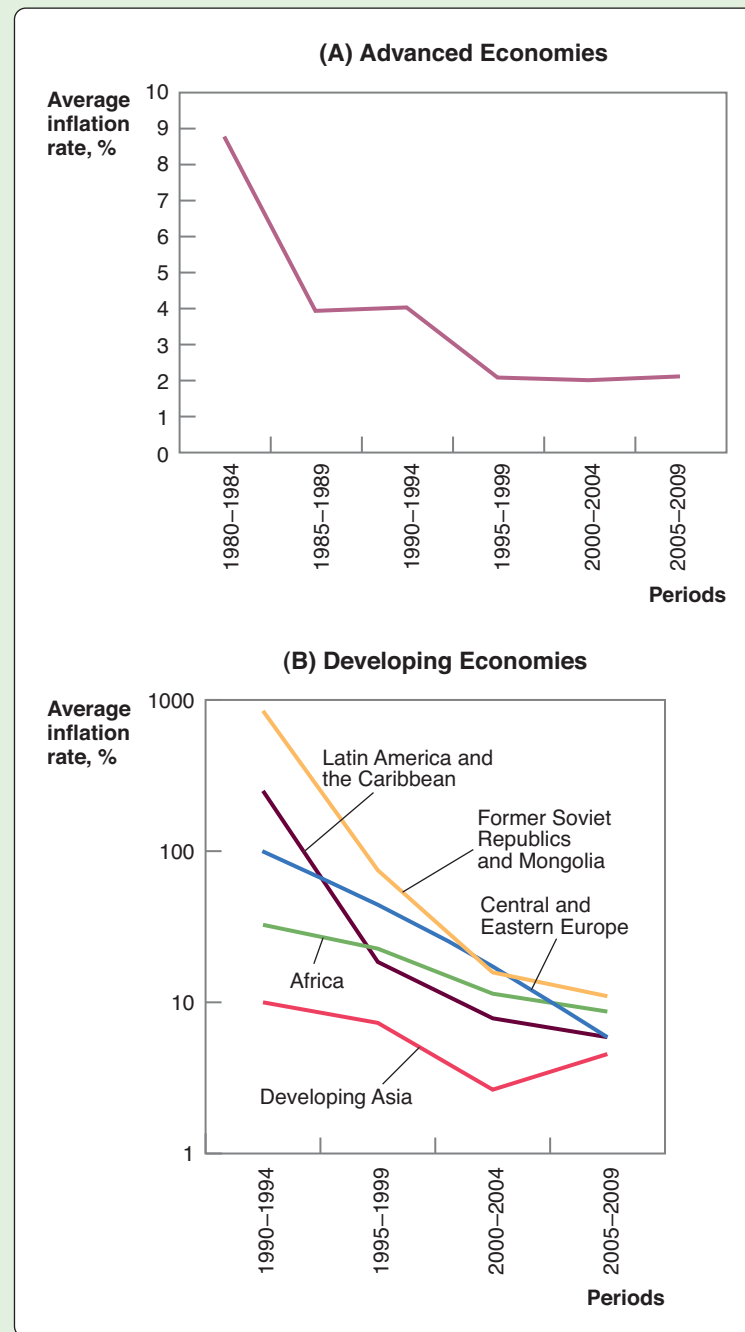 (A) Advanced Economies
Average
inflation
rate, %
10
9
8
7
6
5
4
3
2
1
0
1980–1984
1985–1989
1990–1994
1995–1999
2000–2004
2005–2009
Periods
(B) Developing Economies
Average
inflation
rate, %
1000
100
10
1
Latin America and
the Caribbean
Former Soviet
Republics
and Mongolia
Central and
Eastern Europe
Africa
Developing Asia
1990–1994
1995–1999
2000–2004
2005–2009
Periods